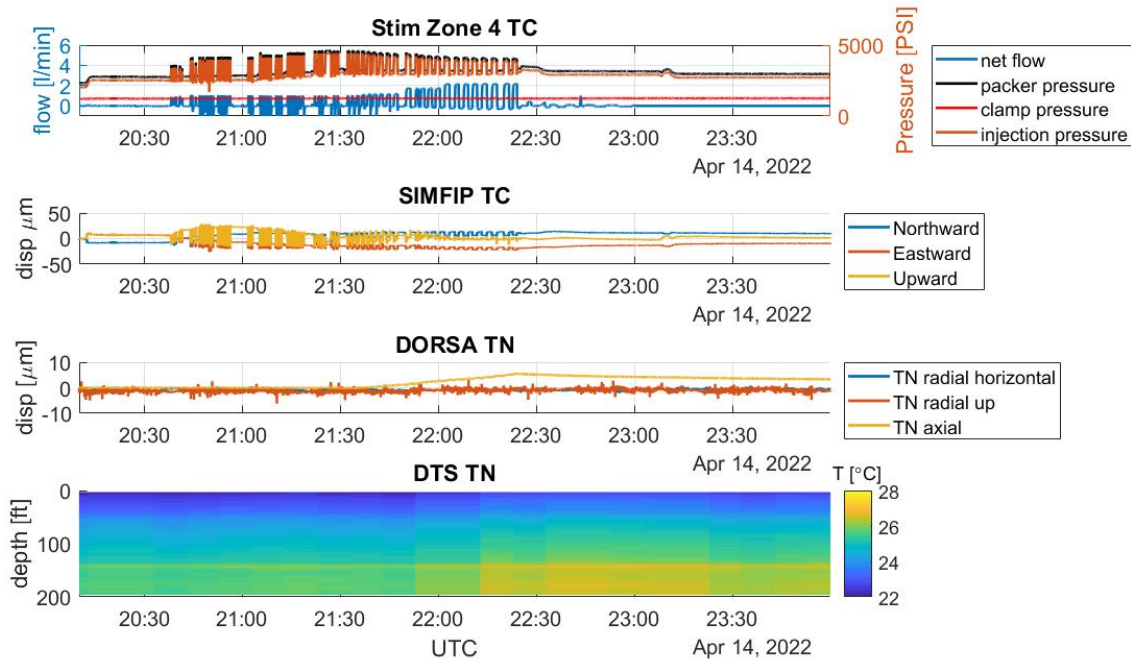 Stim Zone 4 TC
flow [l/min]
6
4
2
0
5000
0
Pressure [PSI]
20:30 21:00 21:30 22:00 22:30 23:00 23:30
Apr 14, 2022
net flow
packer pressure
clamp pressure
injection pressure
SIMFIP TC
disp μm
50
0
-50
20:30 21:00 21:30 22:00 22:30 23:00 23:30
Apr 14, 2022
Northward
Eastward
Upward
DORSA TN
disp [μm]
10
0
-10
20:30 21:00 21:30 22:00 22:30 23:00 23:30
Apr 14, 2022
TN radial horizontal
TN radial up
TN axial
DTS TN
depth [ft]
0
100
200
T [°C]
28
26
24
22
20:30 21:00 21:30 22:00 22:30 23:00 23:30
UTC
Apr 14, 2022